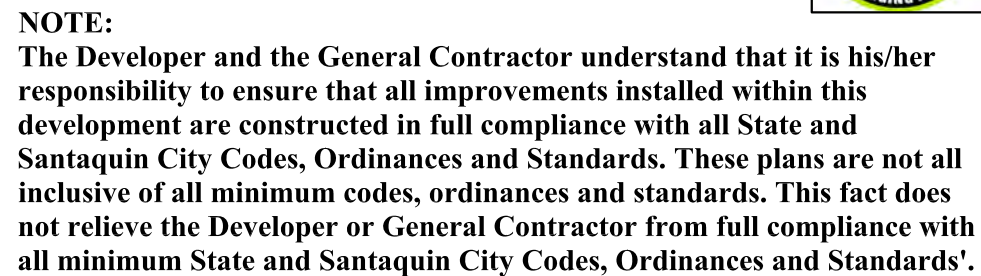 NOTE:
The Developer and the General Contractor understand that it is his/her
responsibility to ensure that all improvements installed within this
development are constructed in full compliance with all State and
Santaquin City Codes, Ordinances and Standards. These plans are not all
inclusive of all minimum codes, ordinances and standards. This fact does
not relieve the Developer or General Contractor from full compliance with
all minimum State and Santaquin City Codes, Ordinances and Standards'.